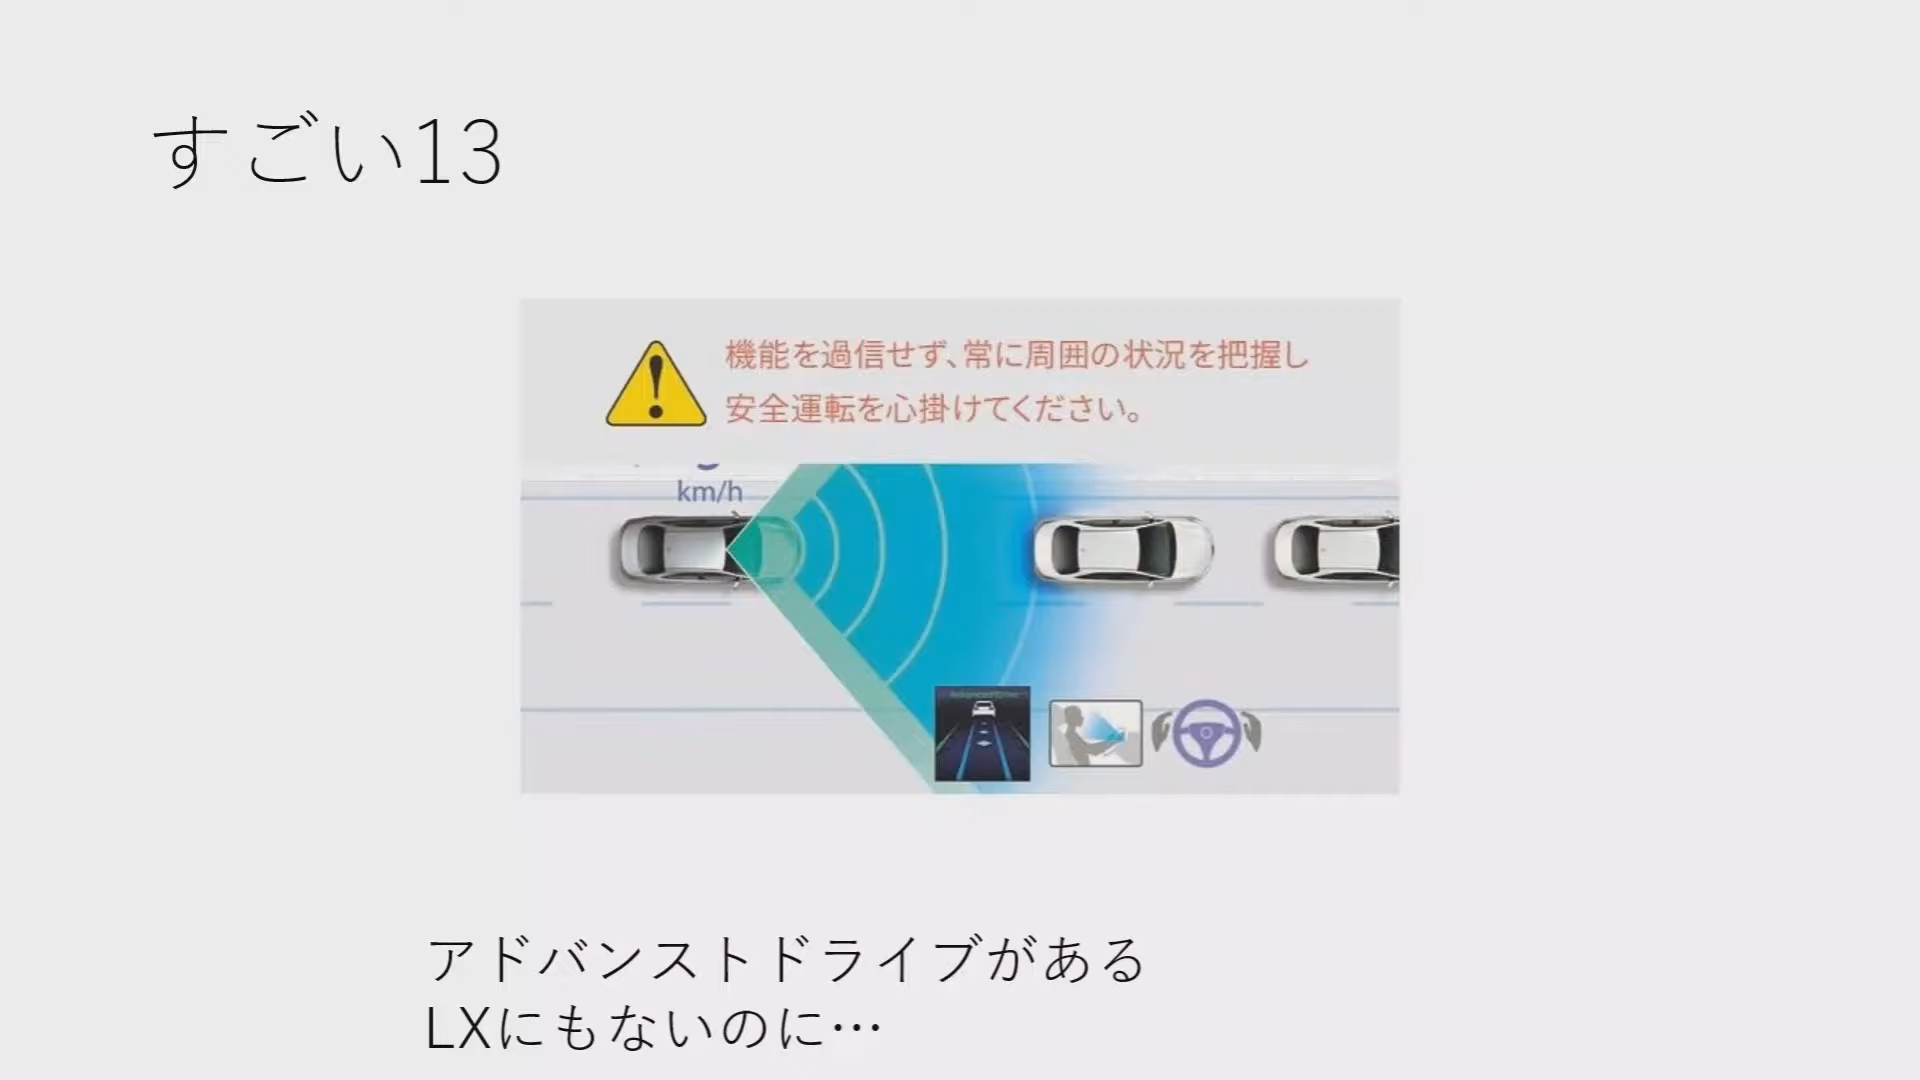 すごい13
機能を過信せず、常に周囲の状況を把握し
安全運転を心掛けてください。
km/h
アドバンストドライブがある
LXにもないのに…